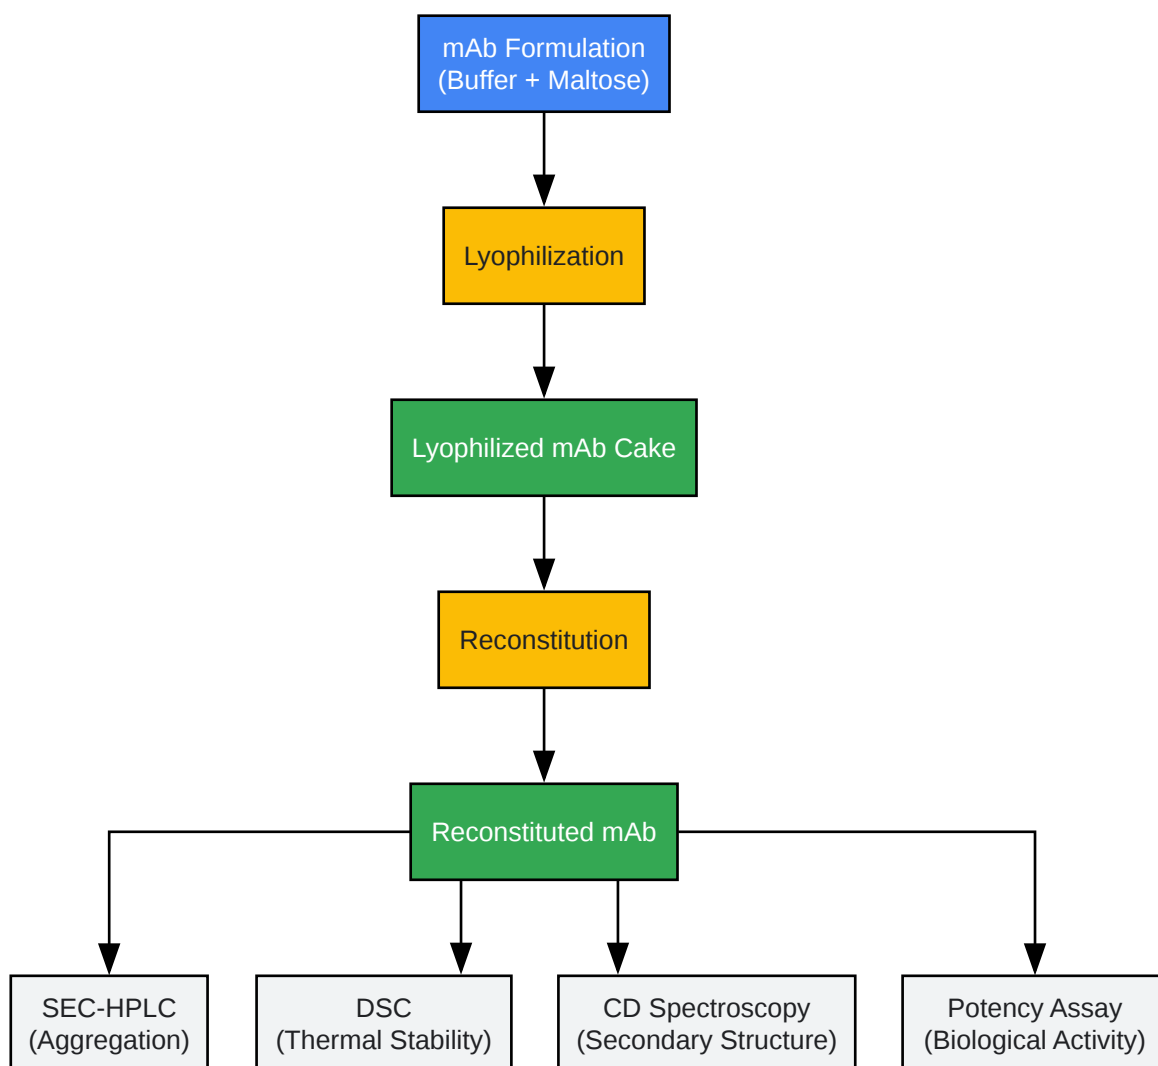 mAb Formulation
(Buffer + Maltose)
Lyophilization
Lyophilized mAb Cake
Reconstitution
Reconstituted mAb
SEC-HPLC
(Aggregation)
DSC
(Thermal Stability)
CD Spectroscopy
(Secondary Structure)
Potency Assay
(Biological Activity)